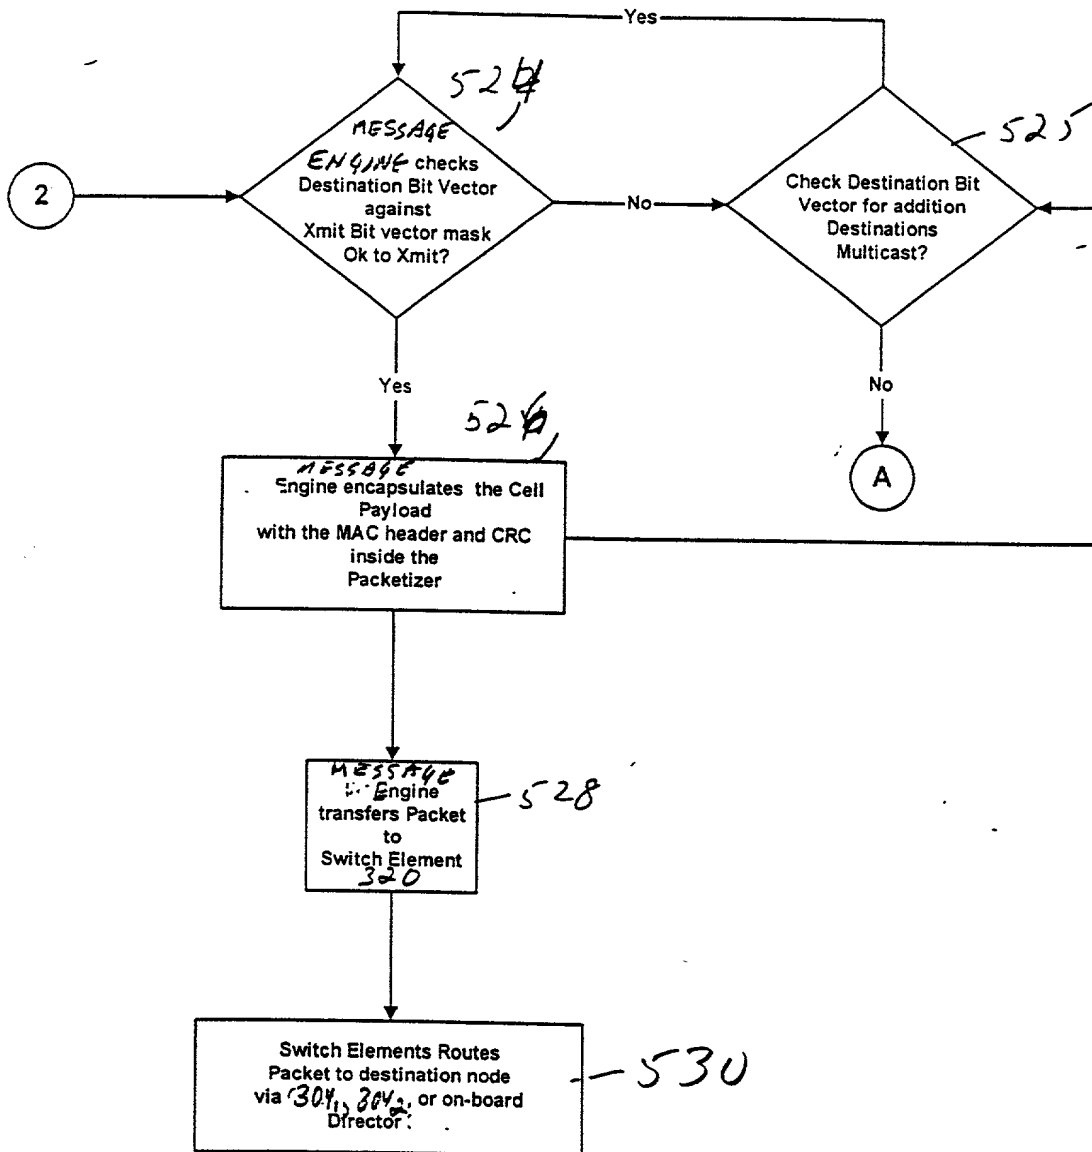 Yes
524
525
MESSAGE
ENGINE checks
Destination Bit Vector
against
Xmit Bit vector mask
Ok to Xmit?
2
No
Check Destination Bit
Vector for addition
Destinations
Multicast?
Yes
No
A
526
MESSAGE
Engine encapsulates the Cell
Payload
with the MAC header and CRC
inside the
Packetizer
MESSAGE
Engine
transfers Packet
to
Switch Element
320
528
Switch Elements Routes
Packet to destination node
via 304₁, 304₂, or on-board
Director.
530